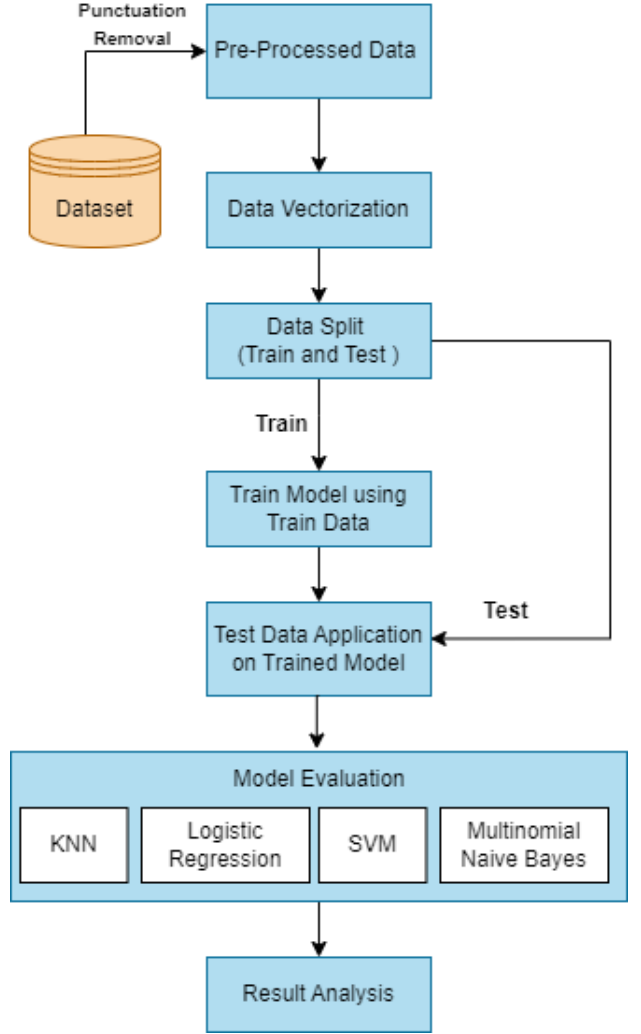 Punctuation
Removal
Pre-Processed Data
Dataset
Data Vectorization
Data Split
(Train and Test )
Train
Train Model using
Train Data
Test
Test Data Application
on Trained Model
Model Evaluation
KNN
Logistic
Regression
SVM
Multinomial
Naive Bayes
Result Analysis